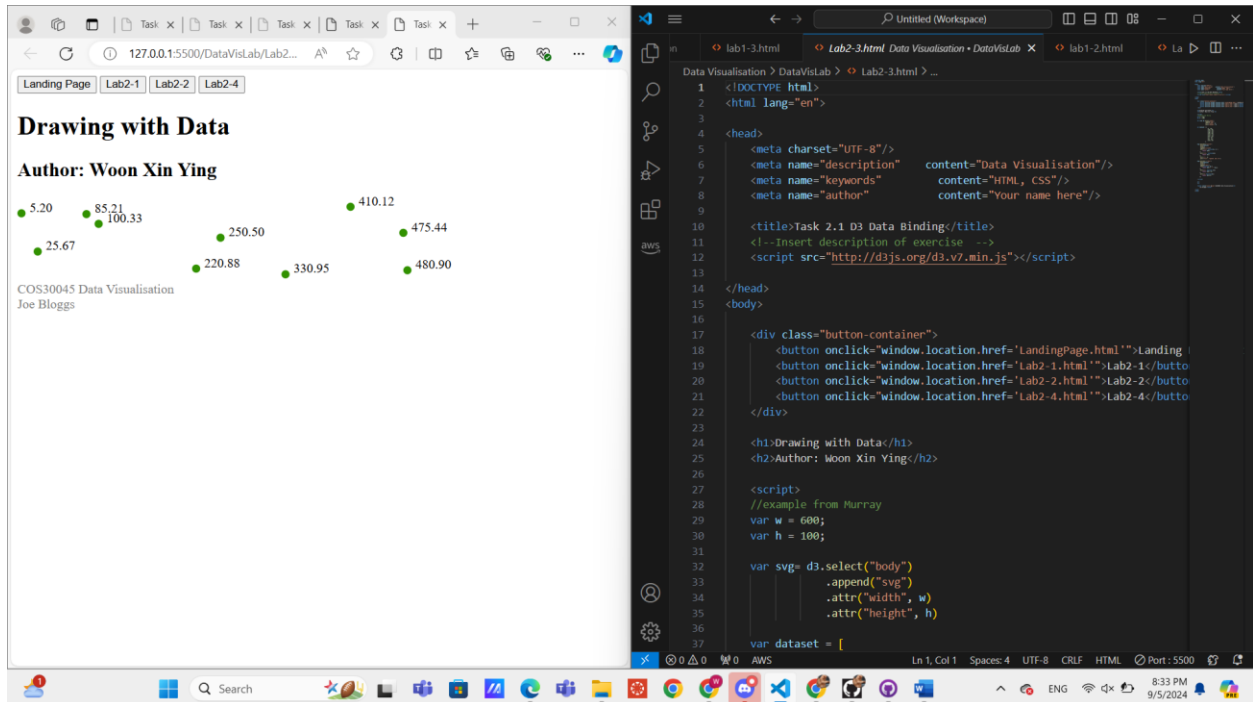 Task
Task
Task
Task
Task
127.0.0.1:5500/DataVisLab/Lab2...
Landing Page
Lab2-1
Lab2-2
Lab2-4
Drawing with Data
Author: Woon Xin Ying
5.20
85.21
100.33
410.12
475.44
250.50
25.67
220.88
330.95
480.90
COS30045 Data Visualisation
Joe Bloggs
Untitled (Workspace)
lab1-3.html
Lab2-3.html Data Visualisation • DataVisLab
lab1-2.html
La
Data Visualisation > DataVisLab > Lab2-3.html > ...
1 <!DOCTYPE html>
2 <html lang="en">
3
4 <head>
5 <meta charset="UTF-8"/>
6 <meta name="description" content="Data Visualisation"/>
7 <meta name="keywords" content="HTML, CSS"/>
8 <meta name="author" content="Your name here"/>
9
10 <title>Task 2.1 D3 Data Binding</title>
11 <!--Insert description of exercise -->
12 <script src="http://d3js.org/d3.v7.min.js"></script>
13
14 </head>
15 <body>
16
17 <div class="button-container">
18 <button onclick="window.location.href='LandingPage.html'">Landing
19 <button onclick="window.location.href='Lab2-1.html'">Lab2-1</butto
20 <button onclick="window.location.href='Lab2-2.html'">Lab2-2</butto
21 <button onclick="window.location.href='Lab2-4.html'">Lab2-4</butto
22 </div>
23
24 <h1>Drawing with Data</h1>
25 <h2>Author: Woon Xin Ying</h2>
26
27 <script>
28 //example from Murray
29 var w = 600;
30 var h = 100;
31
32 var svg= d3.select("body")
33 .append("svg")
34 .attr("width", w)
35 .attr("height", h)
36
37 var dataset = [
aws
0 0 0 AWS
Ln 1, Col 1 Spaces: 4 UTF-8 CRLF HTML Port : 5500
Search
ENG
8:33 PM
9/5/2024